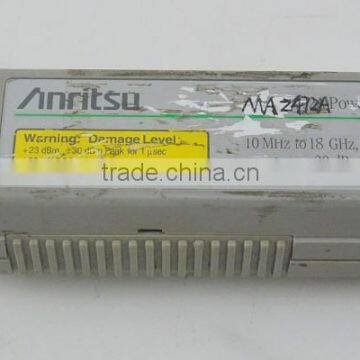 Anritsu
MA2472A Pow
Warning: Damage Level:
+23 dBm, +30 dBm Peak for 1 µsec
10 MHz to 18 GHz,
trade.china.cn